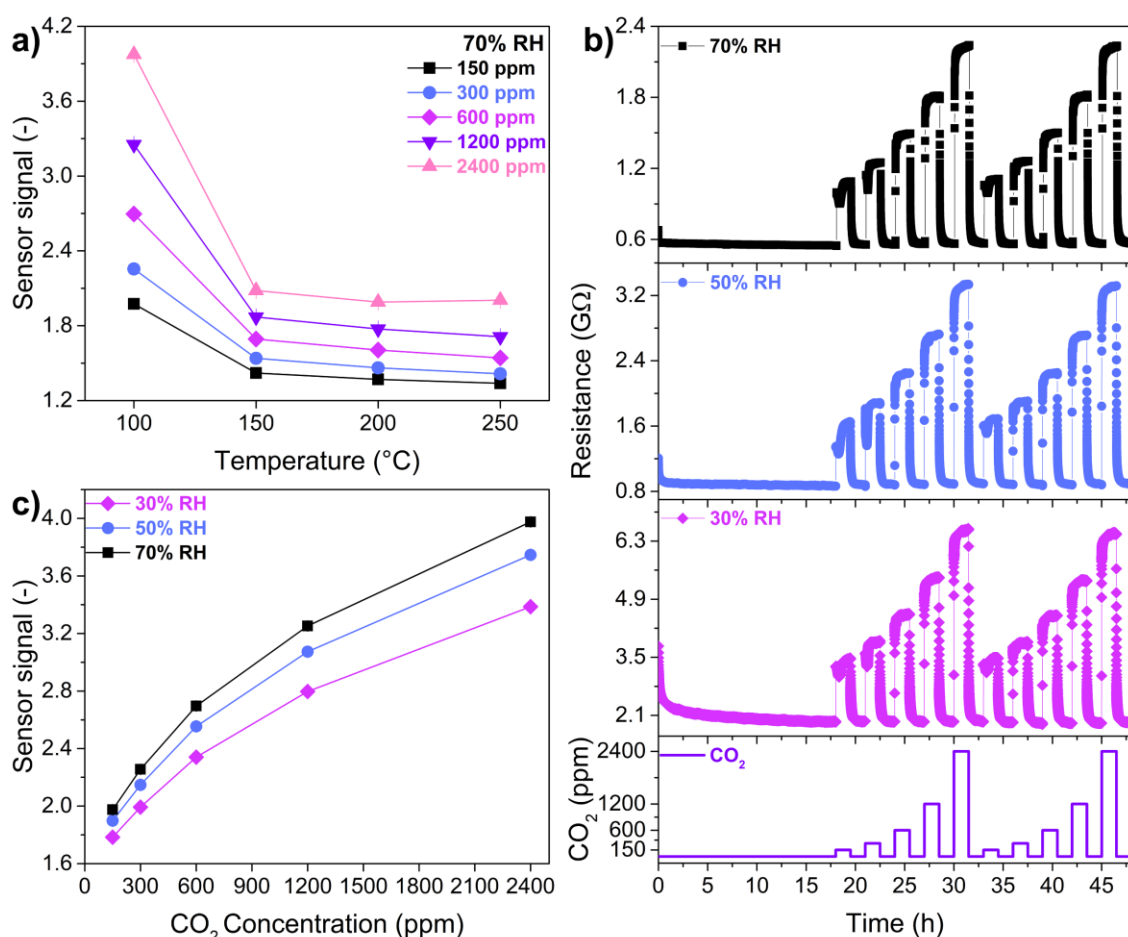 a)
70% RH
150 ppm
300 ppm
600 ppm
1200 ppm
2400 ppm
Sensor signal (-)
4.2
3.6
3.0
2.4
1.8
1.2
100
150
200
250
Temperature (°C)
b)
70% RH
2.4
1.8
1.2
0.6
50% RH
3.2
2.4
1.6
0.8
Resistance (GΩ)
30% RH
6.3
4.9
3.5
2.1
CO2
2400
1200
600
150
CO2 (ppm)
0 5 10 15 20 25 30 35 40 45
Time (h)
c)
30% RH
50% RH
70% RH
Sensor signal (-)
4.0
3.6
3.2
2.8
2.4
2.0
1.6
0 300 600 900 1200 1500 1800 2100 2400
CO2 Concentration (ppm)